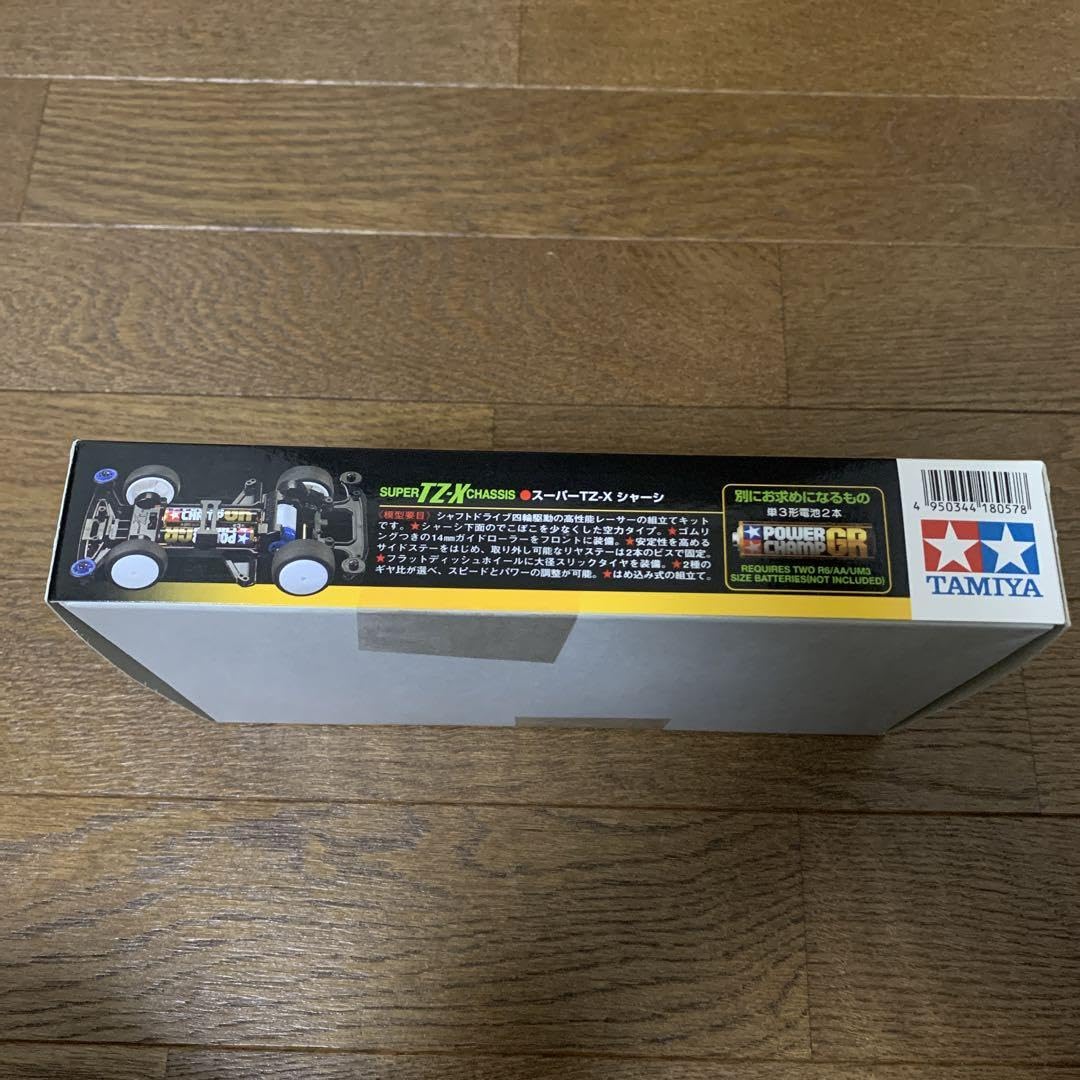 SUPER TZ-X CHASSIS ●スーパーTZ-X シャーシ
《模型要目》シャフトドライブ四輪駆動の高性能レーサーの組立てキット
です。★シャーシ下面のでこぼこを少なくした空力タイプ。★ゴムリ
ングつきの14mmガイドローラーをフロントに装備。★安定性を高める
サイドステーをはじめ、取り外し可能なリヤステーは2本のビスで固定。
★フラットディッシュホイールに大径スリックタイヤを装備。★2種の
ギヤ比が選べ、スピードとパワーの調整が可能。★はめ込み式の組立て。
別にお求めになるもの
単3形電池2本
POWER
CHAMP GR
REQUIRES TWO R6/AA/UM3
SIZE BATTERIES(NOT INCLUDED)
4 950344 180578
TAMIYA